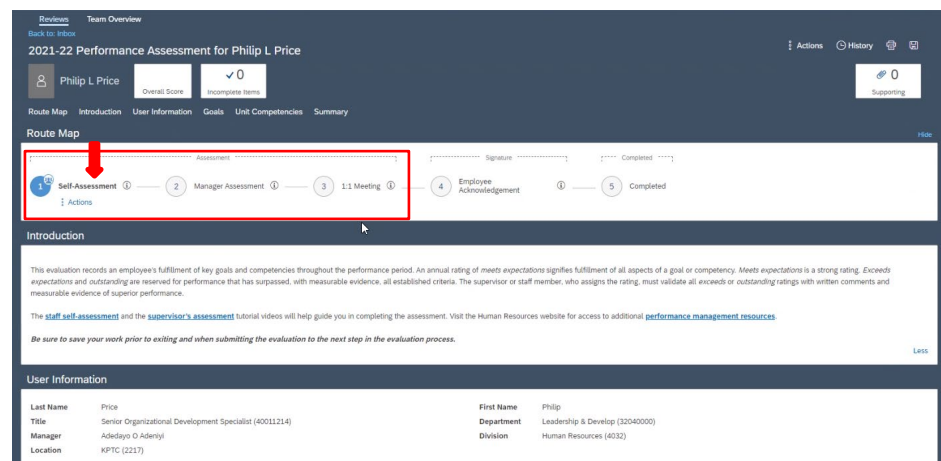 Reviews Team Overview
Back to: Inbox
2021-22 Performance Assessment for Philip L Price
Actions History
Philip L Price
Overall Score
0
Incomplete Items
0
Supporting
Route Map Introduction User Information Goals Unit Competencies Summary
Route Map
Hide
Assessment Signature Completed
1 Self-Assessment 2 Manager Assessment 3 1:1 Meeting 4 Employee Acknowledgement 5 Completed
Actions
Introduction
This evaluation records an employee's fulfillment of key goals and competencies throughout the performance period. An annual rating of meets expectations signifies fulfillment of all aspects of a goal or competency. Meets expectations is a strong rating. Exceeds
expectations and outstanding are reserved for performance that has surpassed, with measurable evidence, all established criteria. The supervisor or staff member, who assigns the rating, must validate all exceeds or outstanding ratings with written comments and
measurable evidence of superior performance.
The staff self-assessment and the supervisor's assessment tutorial videos will help guide you in completing the assessment. Visit the Human Resources website for access to additional performance management resources.
Be sure to save your work prior to exiting and when submitting the evaluation to the next step in the evaluation process.
Less
User Information
Last Name Price First Name Philip
Title Senior Organizational Development Specialist (40011214) Department Leadership & Develop (32040000)
Manager Adedayo O Adeniyi Division Human Resources (4032)
Location KPTC (2217)